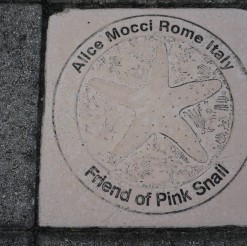 Alice Mocci Rome Italy
Friend of Pink Snail